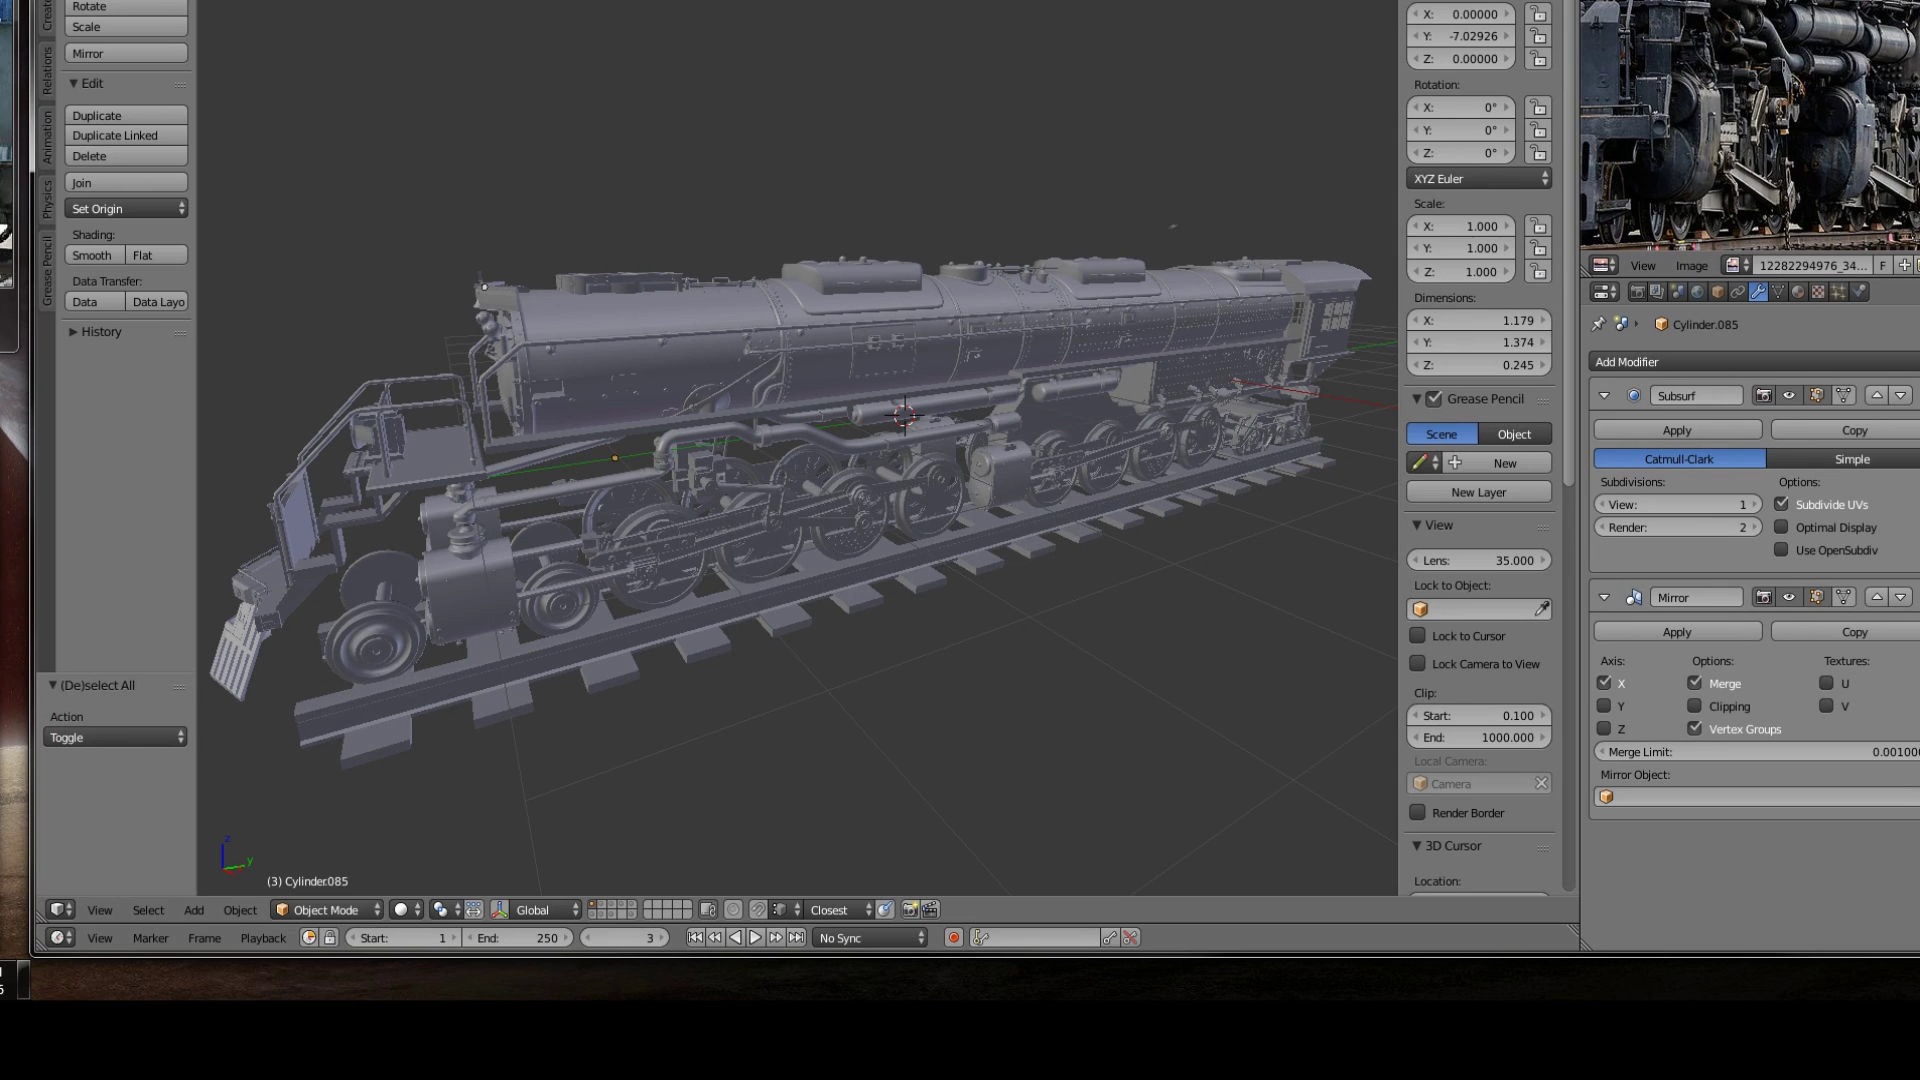 Rotate
Scale
Mirror
Edit
Duplicate
Duplicate Linked
Delete
Join
Set Origin
Shading:
Smooth Flat
Data Transfer:
Data Data Layo
History
Relations
Animation
Physics
Grease Pencil
(De)select All
Action
Toggle
z
y
(3) Cylinder.085
X: 0.00000
Y: -7.02926
Z: 0.00000
Rotation:
X: 0°
Y: 0°
Z: 0°
XYZ Euler
Scale:
X: 1.000
Y: 1.000
Z: 1.000
Dimensions:
X: 1.179
Y: 1.374
Z: 0.245
Grease Pencil
Scene Object
New
New Layer
View
Lens: 35.000
Lock to Object:
Lock to Cursor
Lock Camera to View
Clip:
Start: 0.100
End: 1000.000
Local Camera:
Camera
Render Border
3D Cursor
Location:
View Image 12282294976_34... F
Cylinder.085
Add Modifier
Subsurf
Apply Copy
Catmull-Clark Simple
Subdivisions: Options:
View: 1 Subdivide UVs
Render: 2 Optimal Display
Use OpenSubdiv
Mirror
Apply Copy
Axis: Options: Textures:
X Merge U
Y Clipping V
Z Vertex Groups
Merge Limit: 0.00100
Mirror Object:
View Select Add Object Object Mode Global Closest
View Marker Frame Playback Start: 1 End: 250 3 No Sync